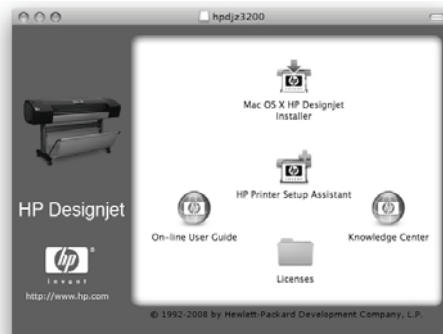 hpdjz3200
Mac OS X HP Designjet
Installer
HP Printer Setup Assistant
HP Designjet
On-line User Guide
Knowledge Center
hp
invent
Licenses
http://www.hp.com
© 1992-2008 by Hewlett-Packard Development Company, L.P.